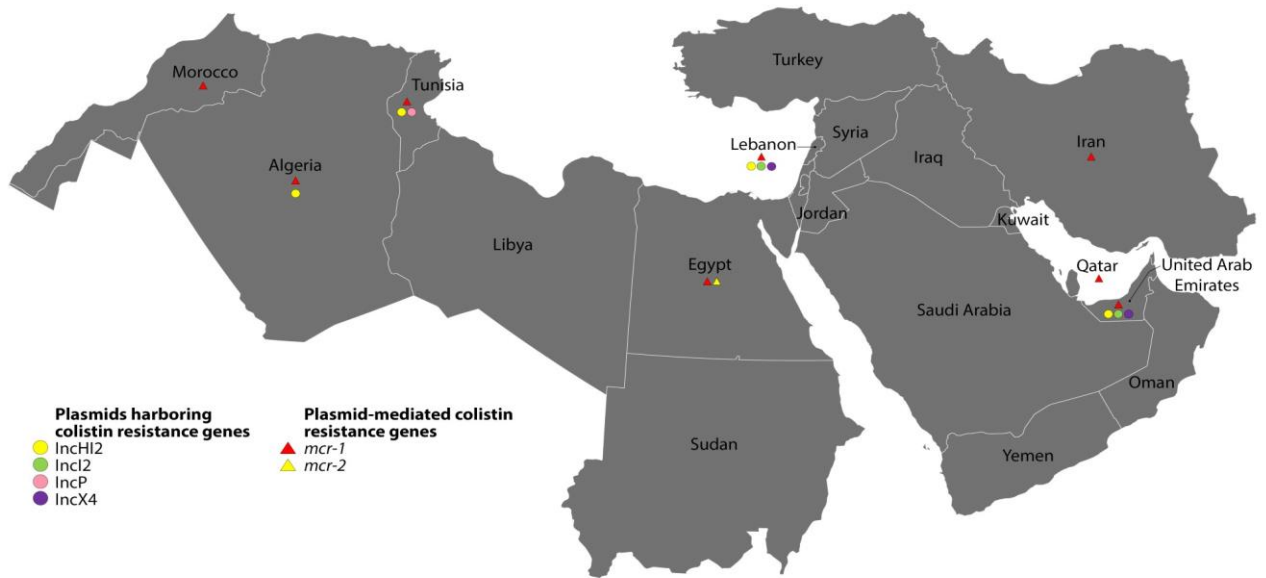 Morocco
Tunisia
Turkey
Algeria
Lebanon
Syria
Iraq
Iran
Jordan
Kuwait
Libya
Egypt
Qatar
United Arab
Emirates
Saudi Arabia
Oman
Sudan
Yemen
Plasmids harboring
colistin resistance genes
IncHI2
IncI2
IncP
IncX4
Plasmid-mediated colistin
resistance genes
mcr-1
mcr-2